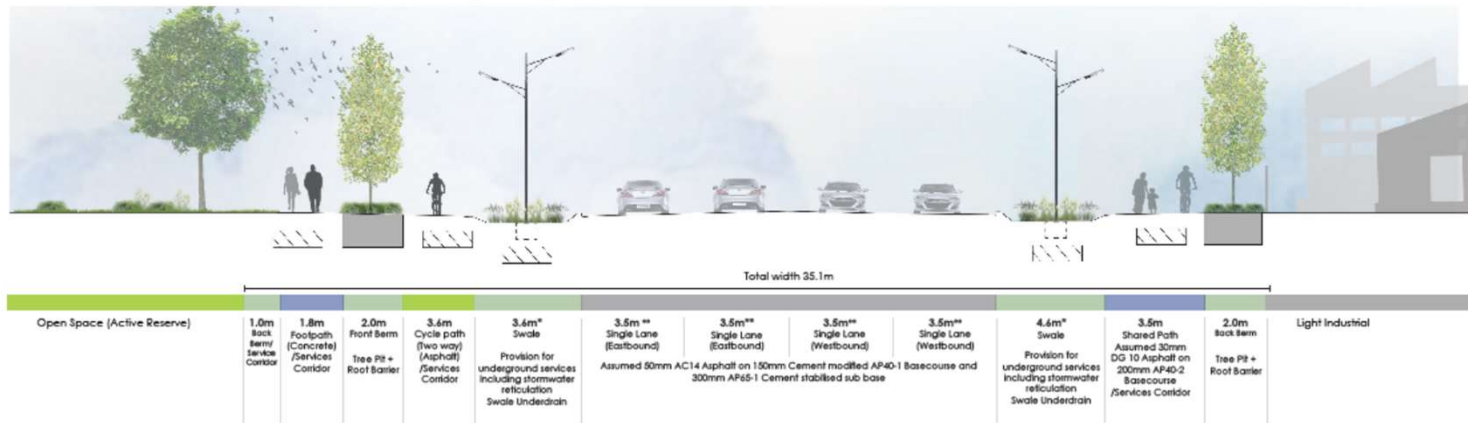 Total width 35.1m
Open Space (Active Reserve)
1.0m
Back
Berm/
Service
Corridor
1.8m
Footpath
(Concrete)
/Services
Corridor
2.0m
Front Berm
Tree Pit +
Root Barrier
3.6m
Cycle path
(Two way)
(Asphalt)
/Services
Corridor
3.6m*
Swale
Provision for
underground services
including stormwater
reticulation
Swale Underdrain
3.5m **
Single Lane
(Eastbound)
3.5m**
Single Lane
(Eastbound)
3.5m**
Single Lane
(Westbound)
3.5m**
Single Lane
(Westbound)
Assumed 50mm AC14 Asphalt on 150mm Cement modified AP40-1 Basecourse and
300mm AP65-1 Cement stabilised sub base
4.6m*
Swale
Provision for
underground services
including stormwater
reticulation
Swale Underdrain
3.5m
Shared Path
Assumed 30mm
DG 10 Asphalt on
200mm AP40-2
Basecourse
/Services Corridor
2.0m
Back Berm
Tree Pit +
Root Barrier
Light Industrial